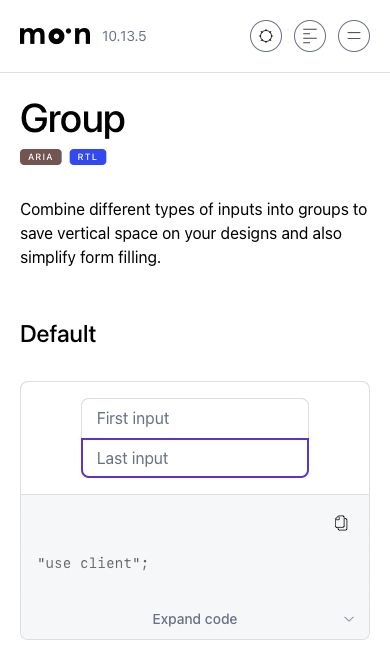 moon 10.13.5
Group
ARIA RTL
Combine different types of inputs into groups to
save vertical space on your designs and also
simplify form filling.
Default
First input
Last input
"use client";
Expand code